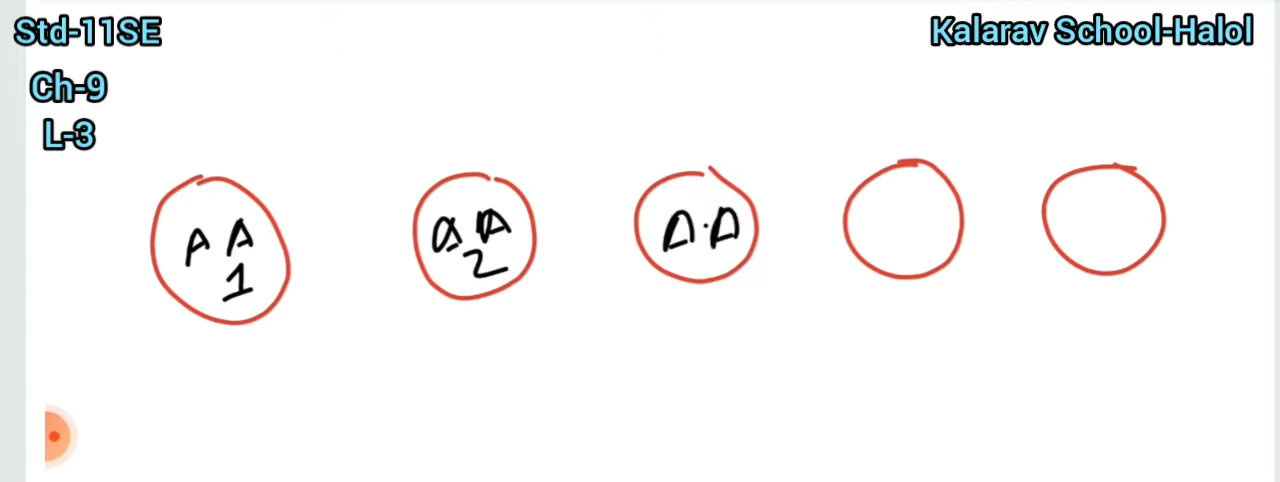 Std-11SE
Kalarav School-Halol
Ch-9
L-3
A A
1
A A
2
A.A